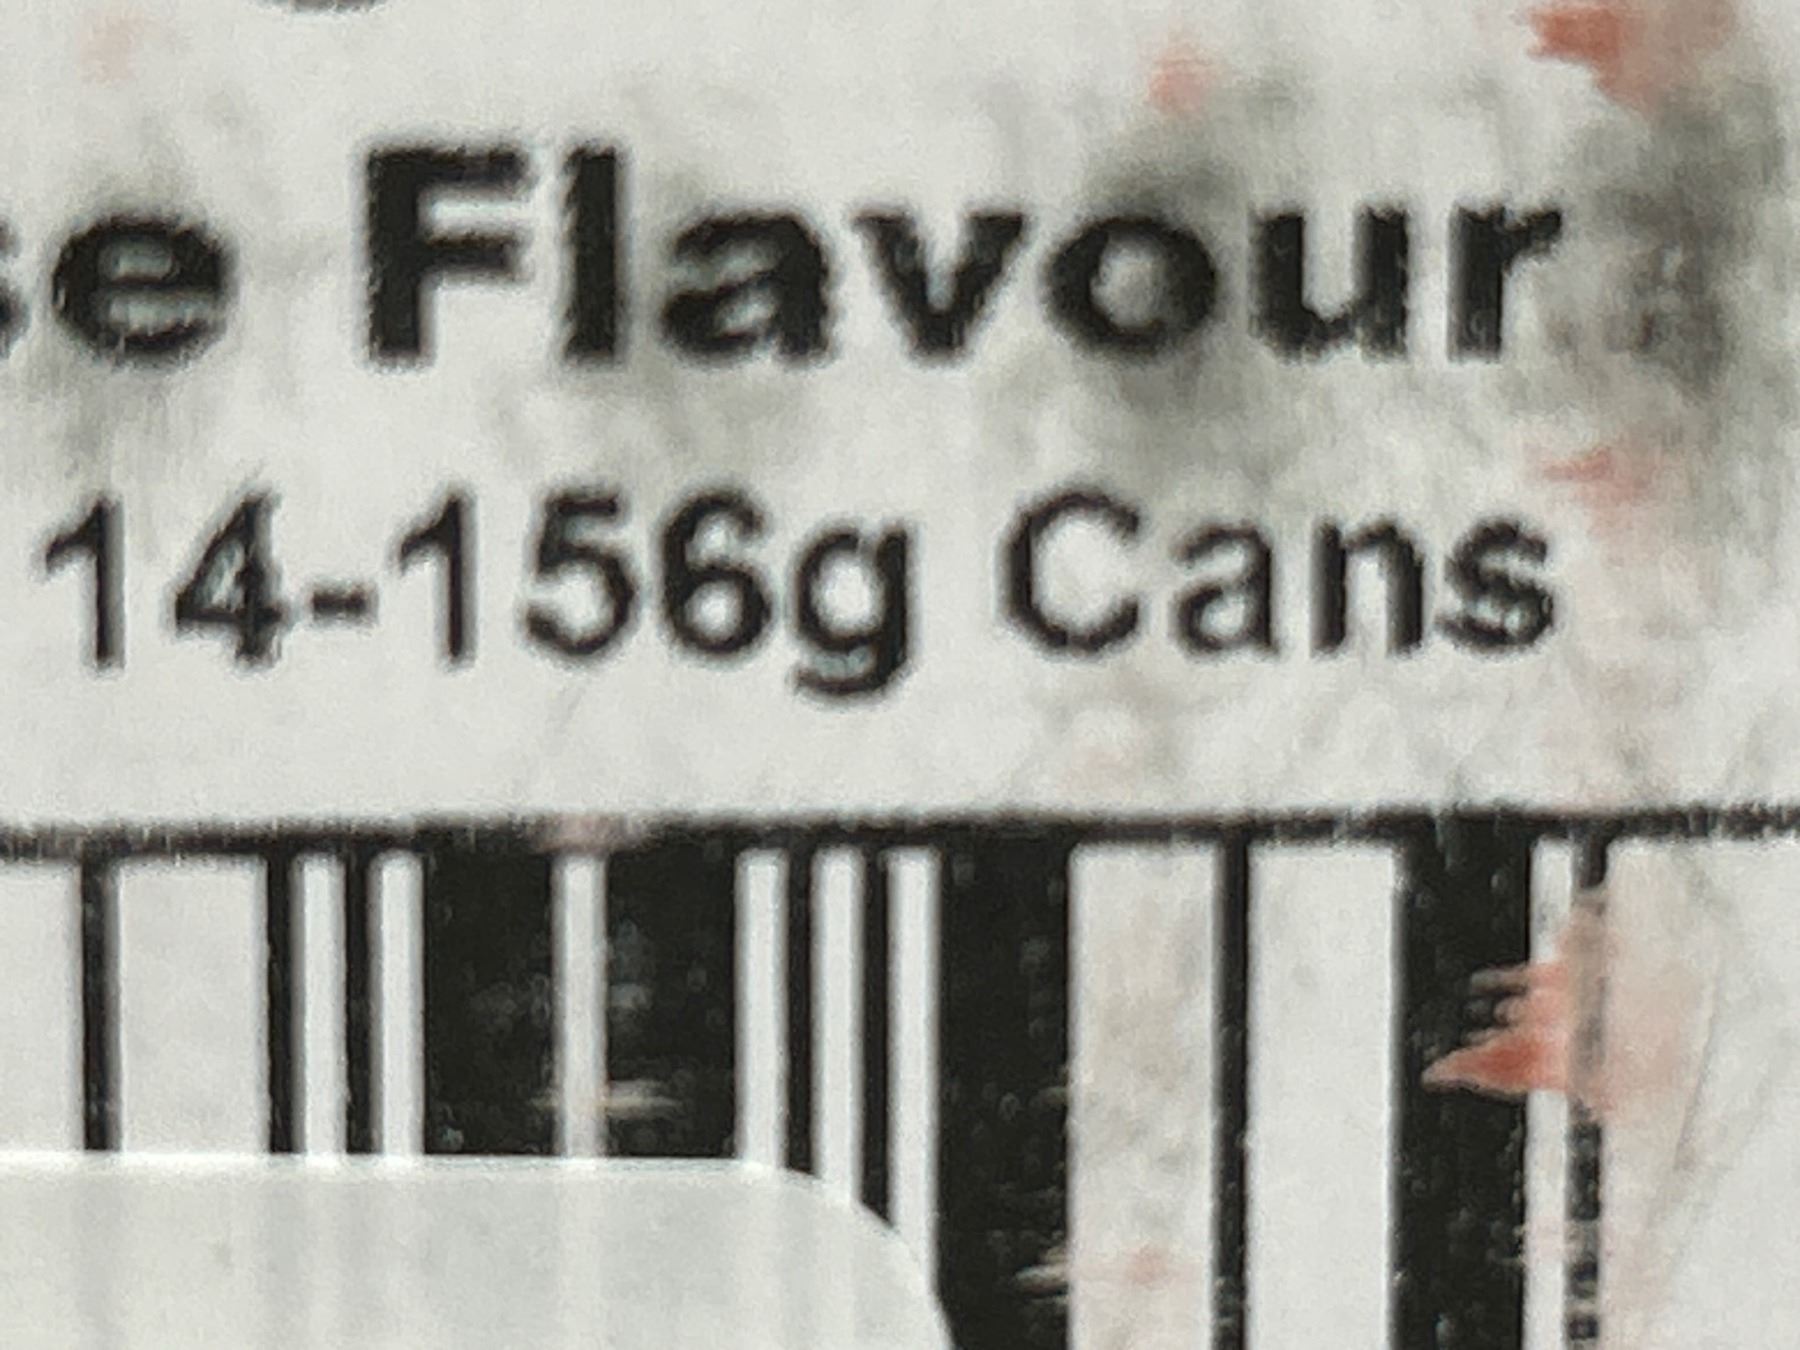 se Flavour
14-156g Cans